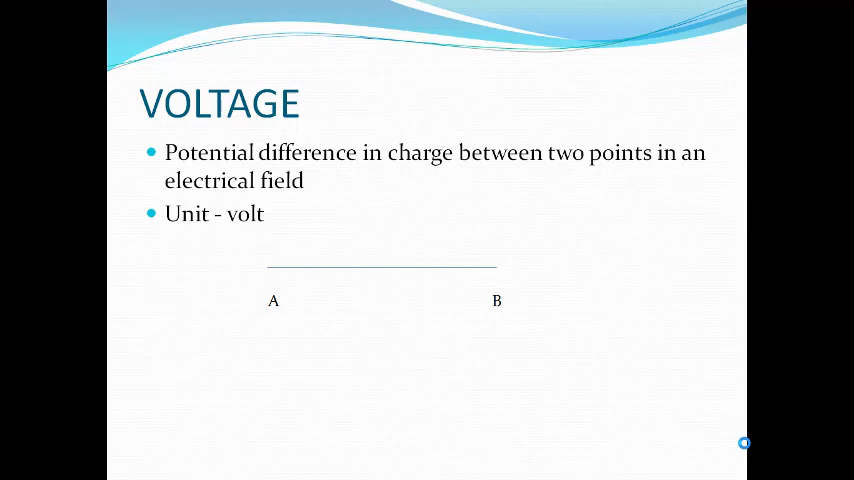 VOLTAGE
Potential difference in charge between two points in an
electrical field
Unit - volt
A B